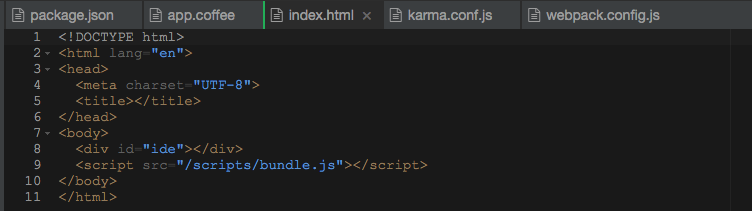 package.json app.coffee index.html × karma.conf.js webpack.config.js
1 <!DOCTYPE html>
2 <html lang="en">
3 <head>
4   <meta charset="UTF-8">
5   <title></title>
6 </head>
7 <body>
8   <div id="ide"></div>
9   <script src="/scripts/bundle.js"></script>
10 </body>
11 </html>